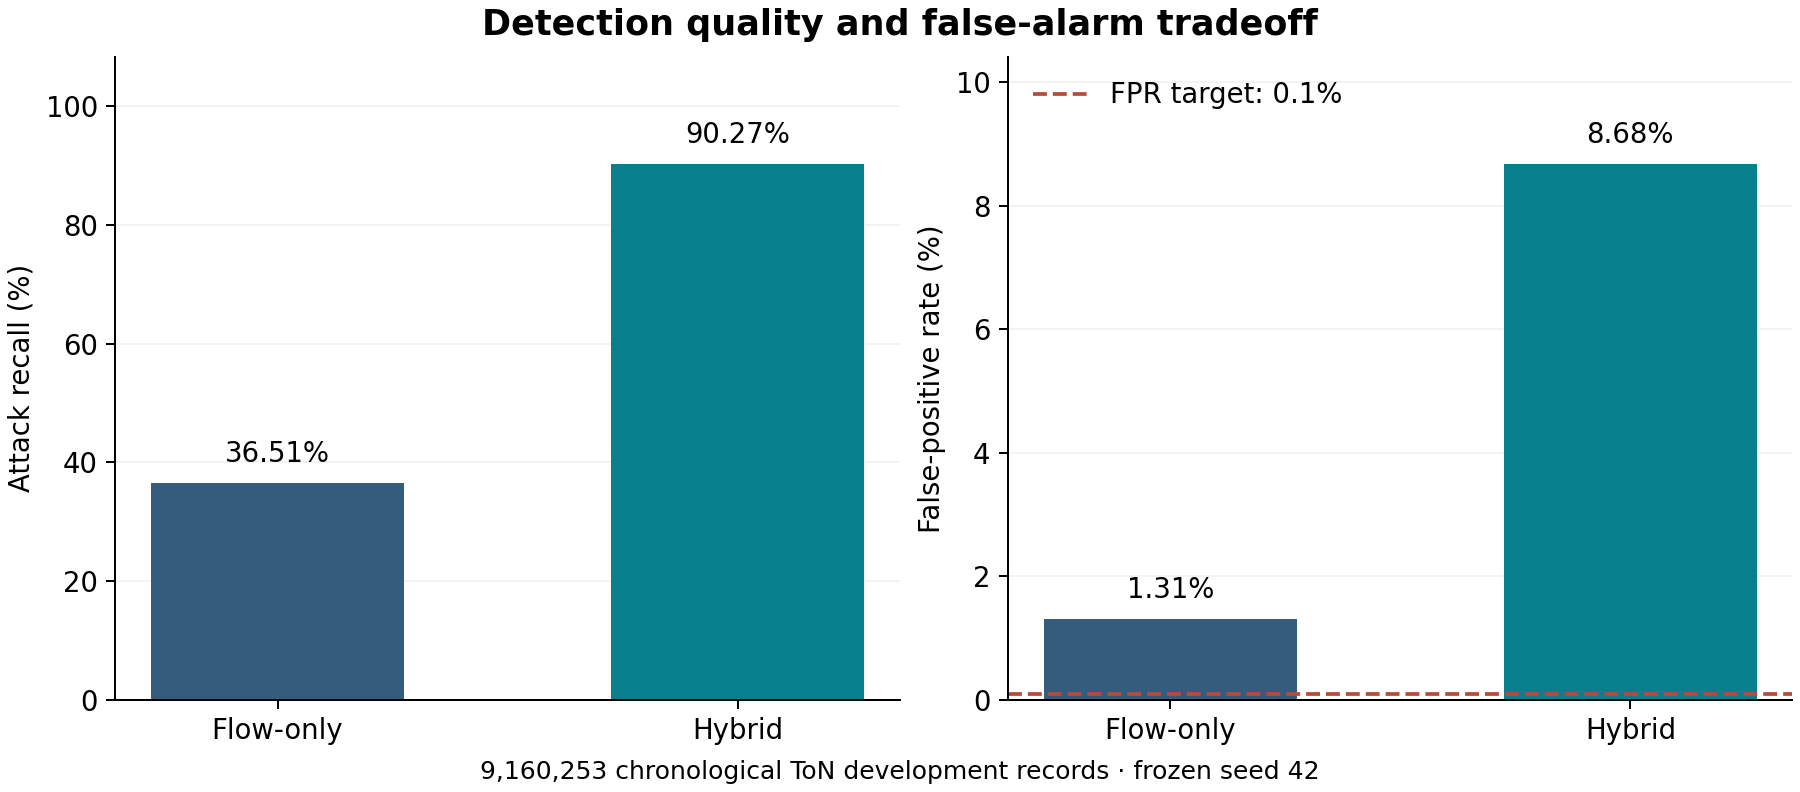 Detection quality and false-alarm tradeoff
Attack recall (%)
100
80
60
40
20
0
36.51%
90.27%
Flow-only
Hybrid
False-positive rate (%)
10
8
6
4
2
0
FPR target: 0.1%
1.31%
8.68%
Flow-only
Hybrid
9,160,253 chronological ToN development records · frozen seed 42